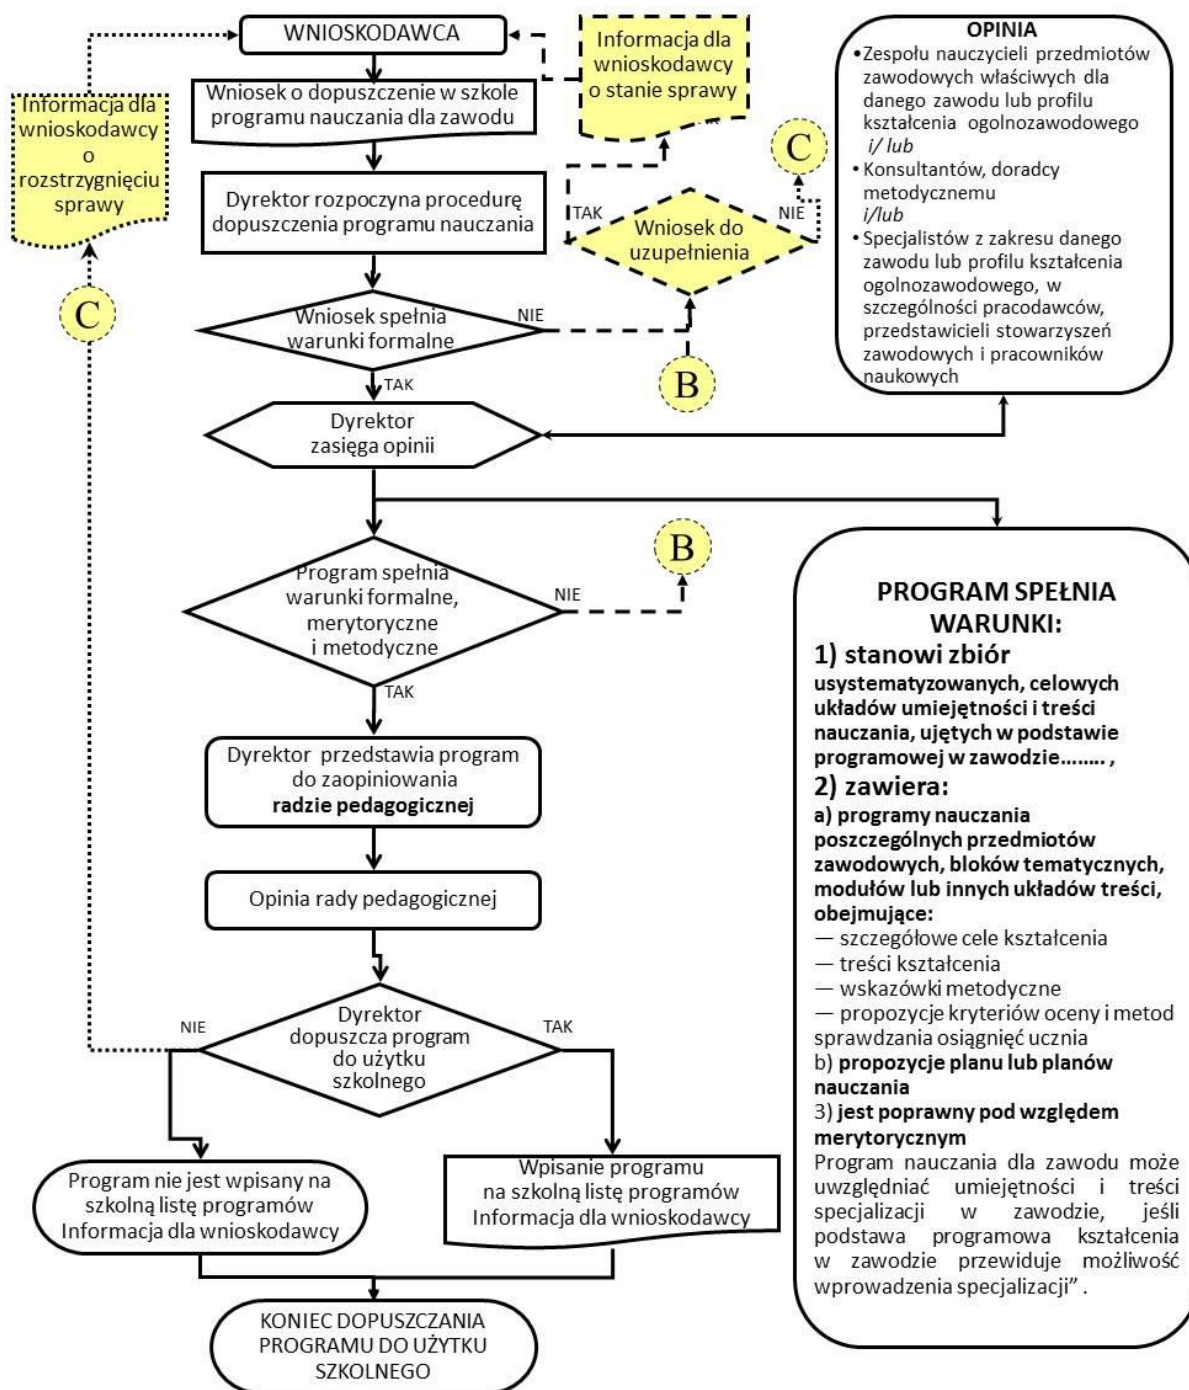 WNIOSKODAWCA
Wniosek o dopuszczenie w szkole
programu nauczania dla zawodu
Dyrektor rozpoczyna procedurę
dopuszczenia programu nauczania
Wniosek spełnia
warunki formalne
NIE
TAK
Informacja dla
wnioskodawcy
o
rozstrzygnięciu
sprawy
C
Informacja dla
wnioskodawcy
o stanie sprawy
TAK
Wniosek do
uzupełnienia
NIE
C
B
OPINIA
•Zespołu nauczycieli przedmiotów
zawodowych właściwych dla
danego zawodu lub profilu
kształcenia ogolnozawodowego
i/ lub
• Konsultantów, doradcy
metodycznemu
i/lub
• Specjalistów z zakresu danego
zawodu lub profilu kształcenia
ogolnozawodowego, w
szczególności pracodawców,
przedstawicieli stowarzyszeń
zawodowych i pracowników
naukowych
Dyrektor
zasięga opinii
Program spełnia
warunki formalne,
merytoryczne
i metodyczne
NIE
B
TAK
Dyrektor przedstawia program
do zaopiniowania
radzie pedagogicznej
Opinia rady pedagogicznej
NIE
Dyrektor
dopuszcza program
do użytku
szkolnego
TAK
Program nie jest wpisany na
szkolną listę programów
Informacja dla wnioskodawcy
Wpisanie programu
na szkolną listę programów
Informacja dla wnioskodawcy
KONIEC DOPUSZCZANIA
PROGRAMU DO UŻYTKU
SZKOLNEGO
PROGRAM SPEŁNIA
WARUNKI:
1) stanowi zbiór
usystematyzowanych, celowych
układów umiejętności i treści
nauczania, ujętych w podstawie
programowej w zawodzie........ ,
2) zawiera:
a) programy nauczania
poszczególnych przedmiotów
zawodowych, bloków tematycznych,
modułów lub innych układów treści,
obejmujące:
— szczegółowe cele kształcenia
— treści kształcenia
— wskazówki metodyczne
— propozycje kryteriów oceny i metod
sprawdzania osiągnięć ucznia
b) propozycje planu lub planów
nauczania
3) jest poprawny pod względem
merytorycznym
Program nauczania dla zawodu może
uwzględniać umiejętności i treści
specjalizacji w zawodzie, jeśli
podstawa programowa kształcenia
w zawodzie przewiduje możliwość
wprowadzenia specjalizacji” .